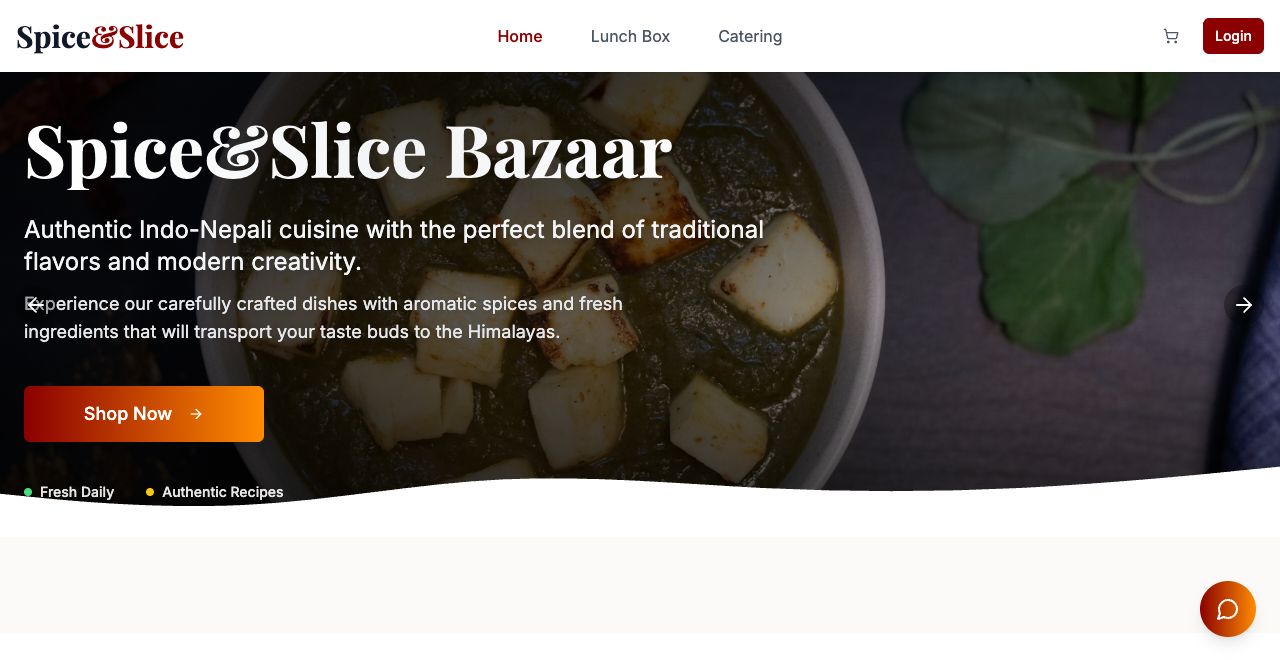 Spice&Slice
Home
Lunch Box
Catering
Login
Spice&Slice Bazaar
Authentic Indo-Nepali cuisine with the perfect blend of traditional
flavors and modern creativity.
Experience our carefully crafted dishes with aromatic spices and fresh
ingredients that will transport your taste buds to the Himalayas.
Shop Now
Fresh Daily
Authentic Recipes